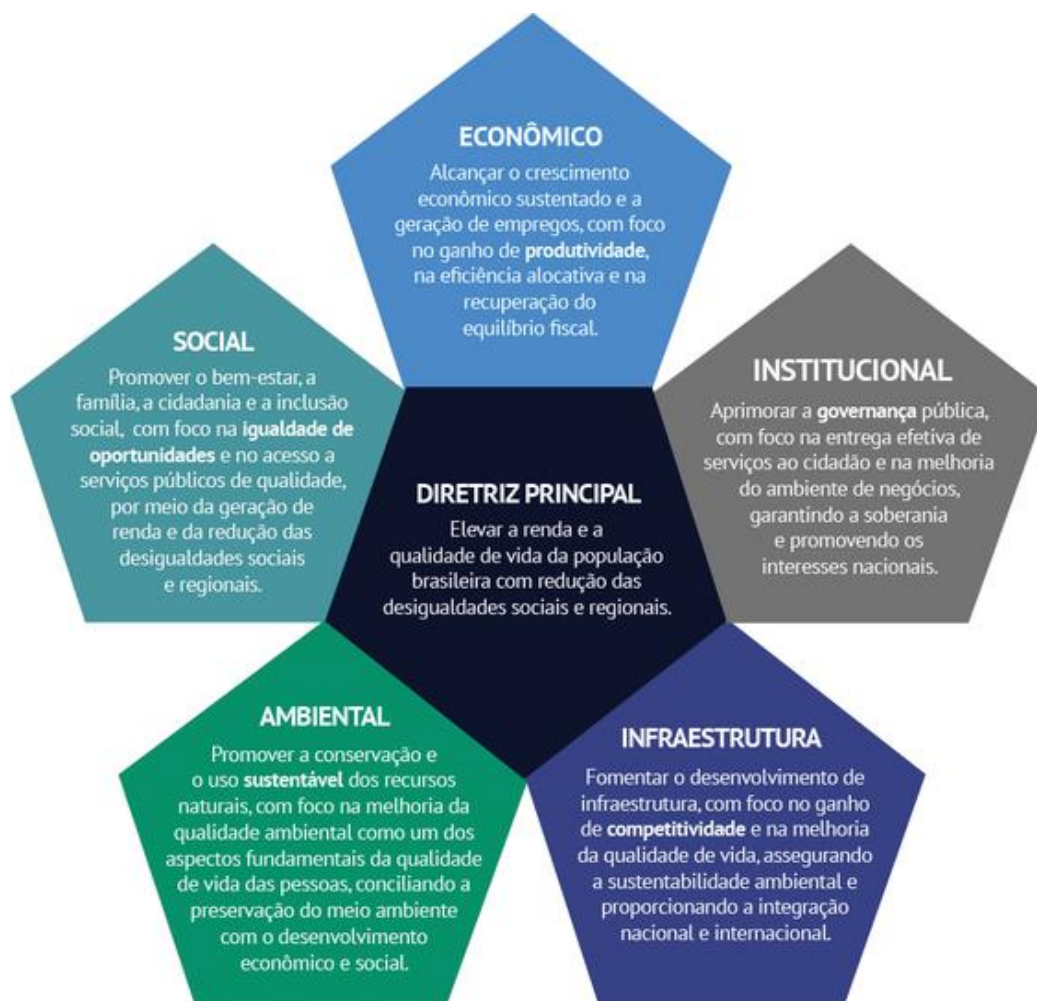 ECONÔMICO
Alcançar o crescimento
econômico sustentado e a
geração de empregos, com foco
no ganho de produtividade,
na eficiência alocativa e na
recuperação do
equilíbrio fiscal.
SOCIAL
Promover o bem-estar, a
família, a cidadania e a inclusão
social, com foco na igualdade de
oportunidades e no acesso a
serviços públicos de qualidade,
por meio da geração de
renda e da redução das
desigualdades sociais
e regionais.
INSTITUCIONAL
Aprimorar a governança pública,
com foco na entrega efetiva de
serviços ao cidadão e na melhoria
do ambiente de negócios,
garantindo a soberania
e promovendo os
interesses nacionais.
DIRETRIZ PRINCIPAL
Elevar a renda e a
qualidade de vida da população
brasileira com redução das
desigualdades sociais e regionais.
AMBIENTAL
Promover a conservação e
o uso sustentável dos recursos
naturais, com foco na melhoria da
qualidade ambiental como um dos
aspectos fundamentais da qualidade
de vida das pessoas, conciliando a
preservação do meio ambiente
com o desenvolvimento
econômico e social.
INFRAESTRUTURA
Fomentar o desenvolvimento de
infraestrutura, com foco no ganho
de competitividade e na melhoria
da qualidade de vida, assegurando
a sustentabilidade ambiental e
proporcionando a integração
nacional e internacional.